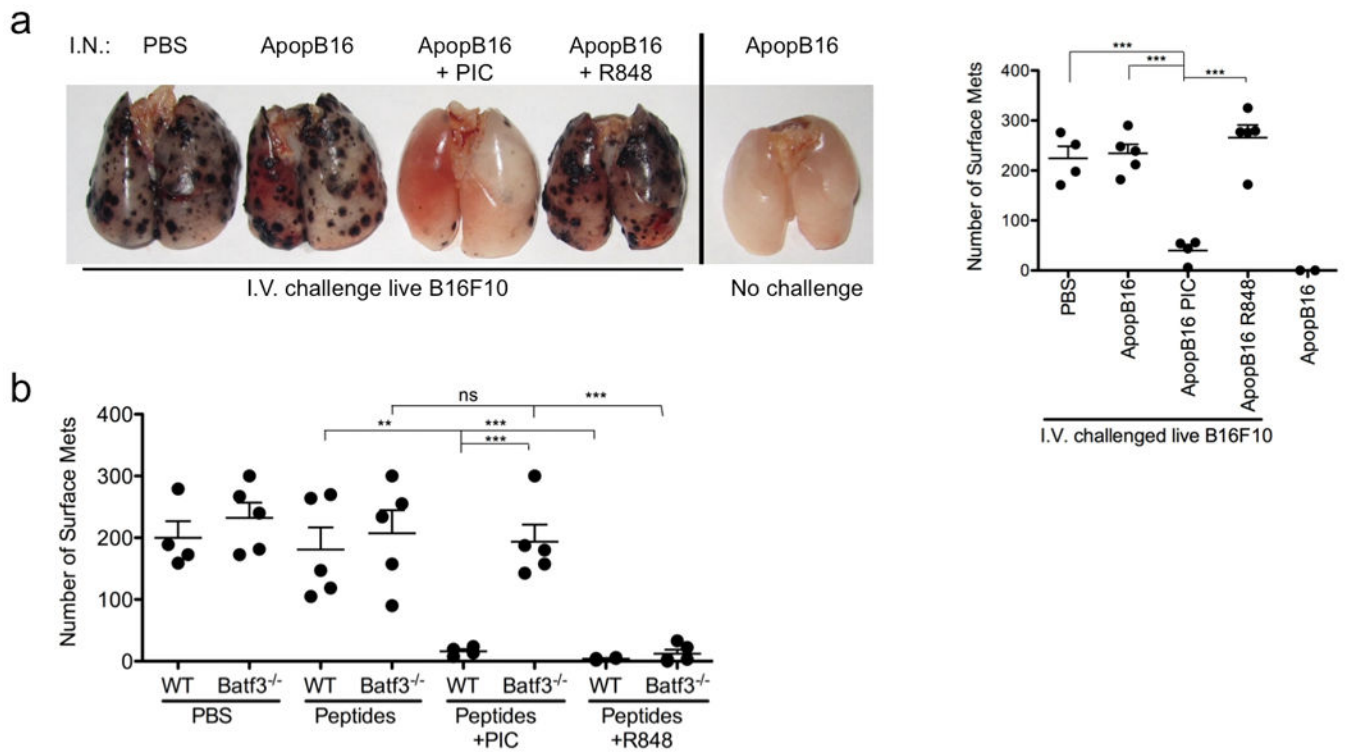 a
I.N.: PBS ApopB16 ApopB16 ApopB16 ApopB16
+ PIC + R848
I.V. challenge live B16F10 No challenge
***
*** ***
Number of Surface Mets
400
300
200
100
0
PBS
ApopB16
ApopB16 PIC
ApopB16 R848
ApopB16
I.V. challenged live B16F10
b
ns ***
** ***
***
Number of Surface Mets
400
300
200
100
0
WT Batf3-/- WT Batf3-/- WT Batf3-/- WT Batf3-/-
PBS Peptides Peptides Peptides
+PIC +R848